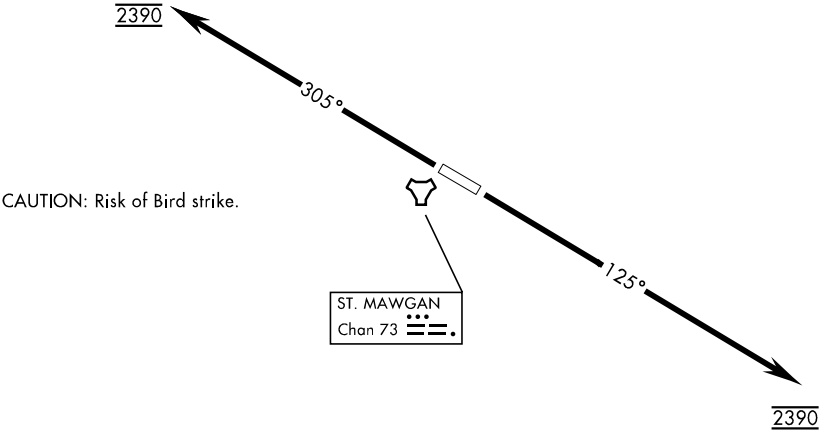 2390
305°
CAUTION: Risk of Bird strike.
125°
ST. MAWGAN
Chan 73
2390